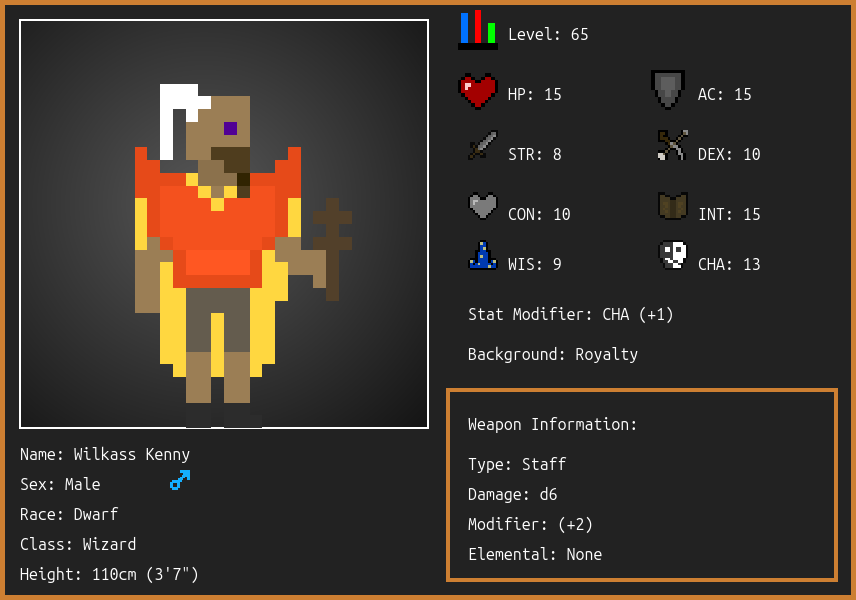 Level: 65
HP: 15
AC: 15
STR: 8
DEX: 10
CON: 10
INT: 15
WIS: 9
CHA: 13
Stat Modifier: CHA (+1)
Background: Royalty
Weapon Information:
Type: Staff
Damage: d6
Modifier: (+2)
Elemental: None
Name: Wilkass Kenny
Sex: Male
Race: Dwarf
Class: Wizard
Height: 110cm (3'7")